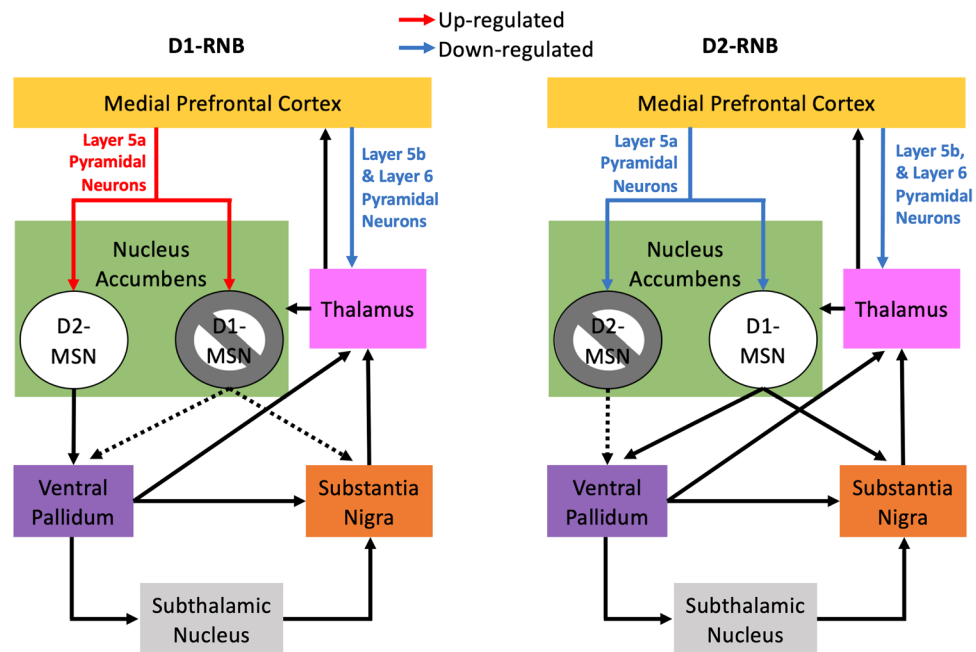 Up-regulated
Down-regulated
D1-RNB
Medial Prefrontal Cortex
Layer 5a
Pyramidal
Neurons
Layer 5b
& Layer 6
Pyramidal
Neurons
Nucleus
Accumbens
D2-
MSN
D1-
MSN
Thalamus
Ventral
Pallidum
Substantia
Nigra
Subthalamic
Nucleus
D2-RNB
Medial Prefrontal Cortex
Layer 5a
Pyramidal
Neurons
Layer 5b,
& Layer 6
Pyramidal
Neurons
Nucleus
Accumbens
D2-
MSN
D1-
MSN
Thalamus
Ventral
Pallidum
Substantia
Nigra
Subthalamic
Nucleus